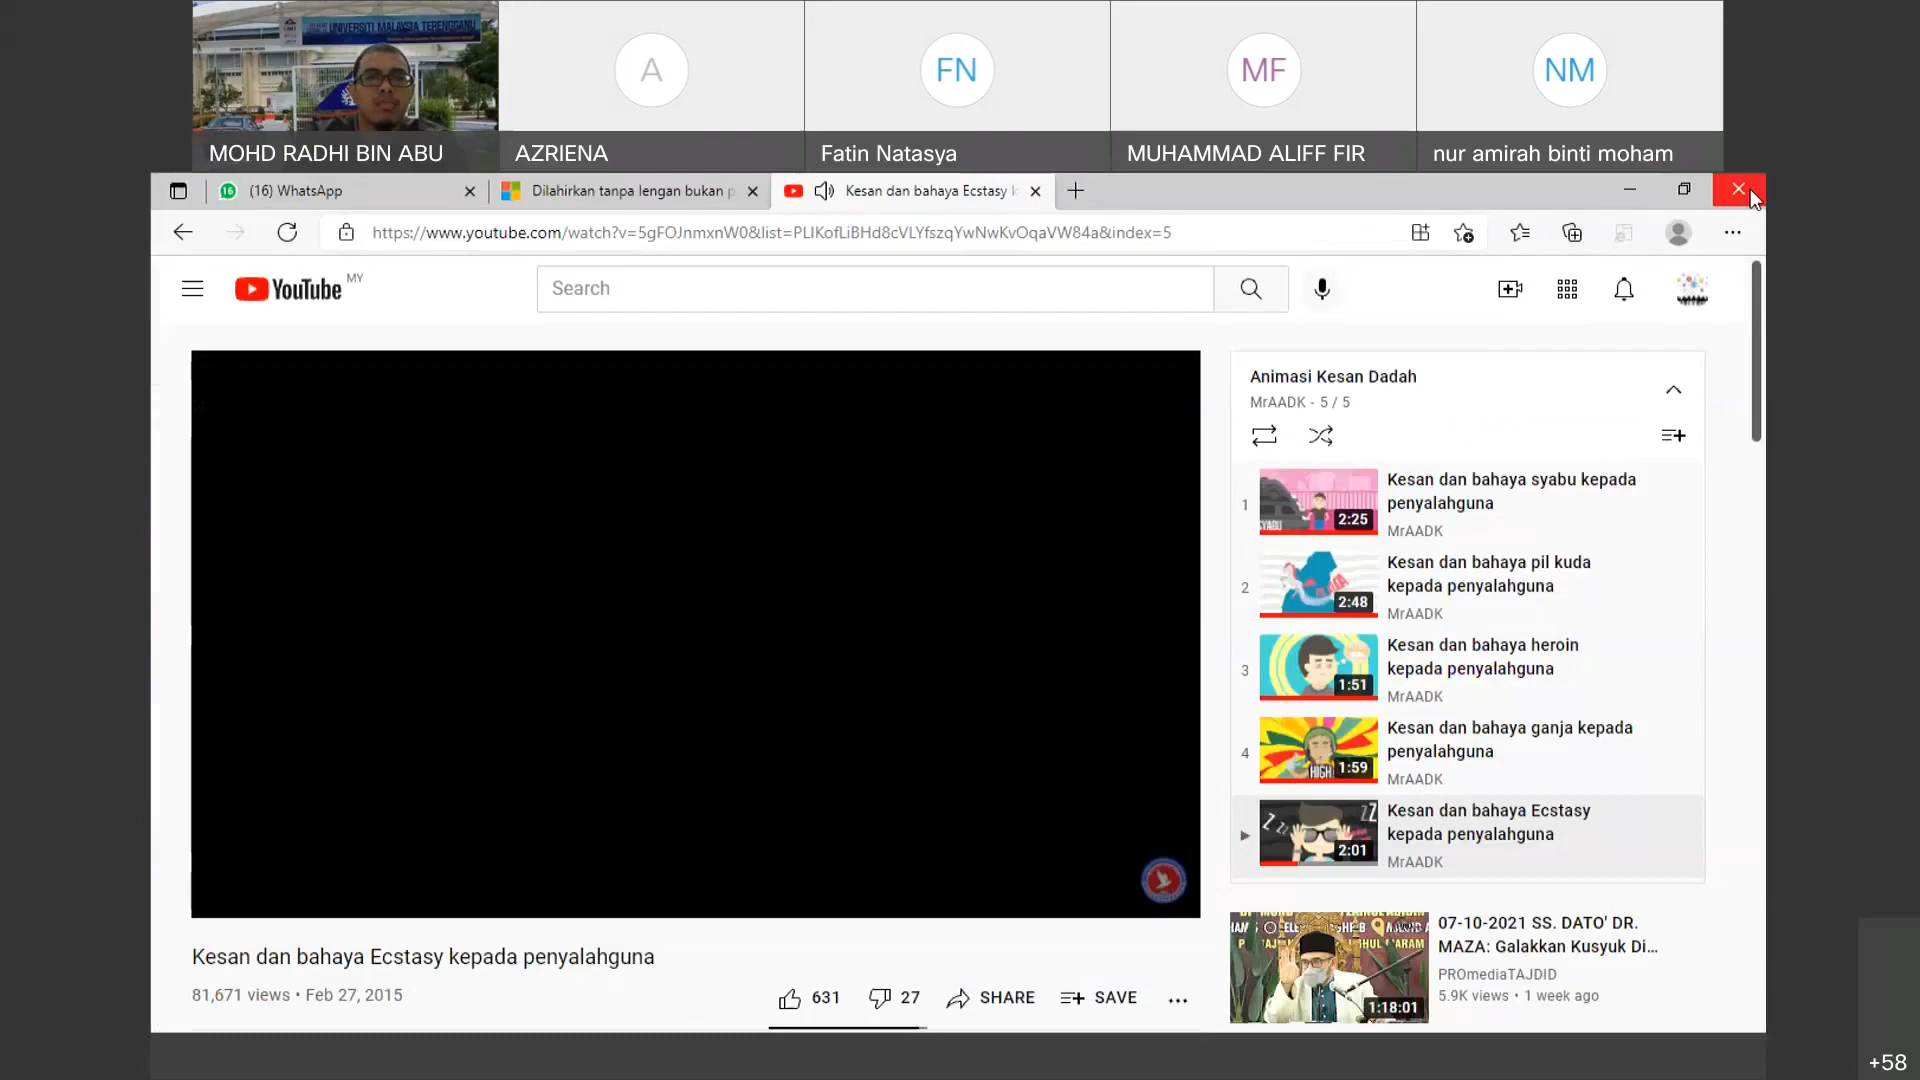 UNIVERSITI MALAYSIA TERENGGANU
A
FN
MF
NM
MOHD RADHI BIN ABU
AZRIENA
Fatin Natasya
MUHAMMAD ALIFF FIR
nur amirah binti moham
16
(16) WhatsApp
Dilahirkan tanpa lengan bukan p
Kesan dan bahaya Ecstasy k
https://www.youtube.com/watch?v=5gFOJnmxnW0&list=PLIKofLiBHd8cVLYfszqYwNwKvOqaVW84a&index=5
YouTube MY
Search
Animasi Kesan Dadah
MrAADK - 5 / 5
1
2:25
Kesan dan bahaya syabu kepada
penyalahguna
MrAADK
2
2:48
Kesan dan bahaya pil kuda
kepada penyalahguna
MrAADK
3
1:51
Kesan dan bahaya heroin
kepada penyalahguna
MrAADK
4
HIGH
1:59
Kesan dan bahaya ganja kepada
penyalahguna
MrAADK
2:01
Kesan dan bahaya Ecstasy
kepada penyalahguna
MrAADK
Kesan dan bahaya Ecstasy kepada penyalahguna
81,671 views • Feb 27, 2015
631
27
SHARE
SAVE
1:18:01
07-10-2021 SS. DATO' DR.
MAZA: Galakkan Kusyuk Di...
PROmediaTAJDID
5.9K views • 1 week ago
+58